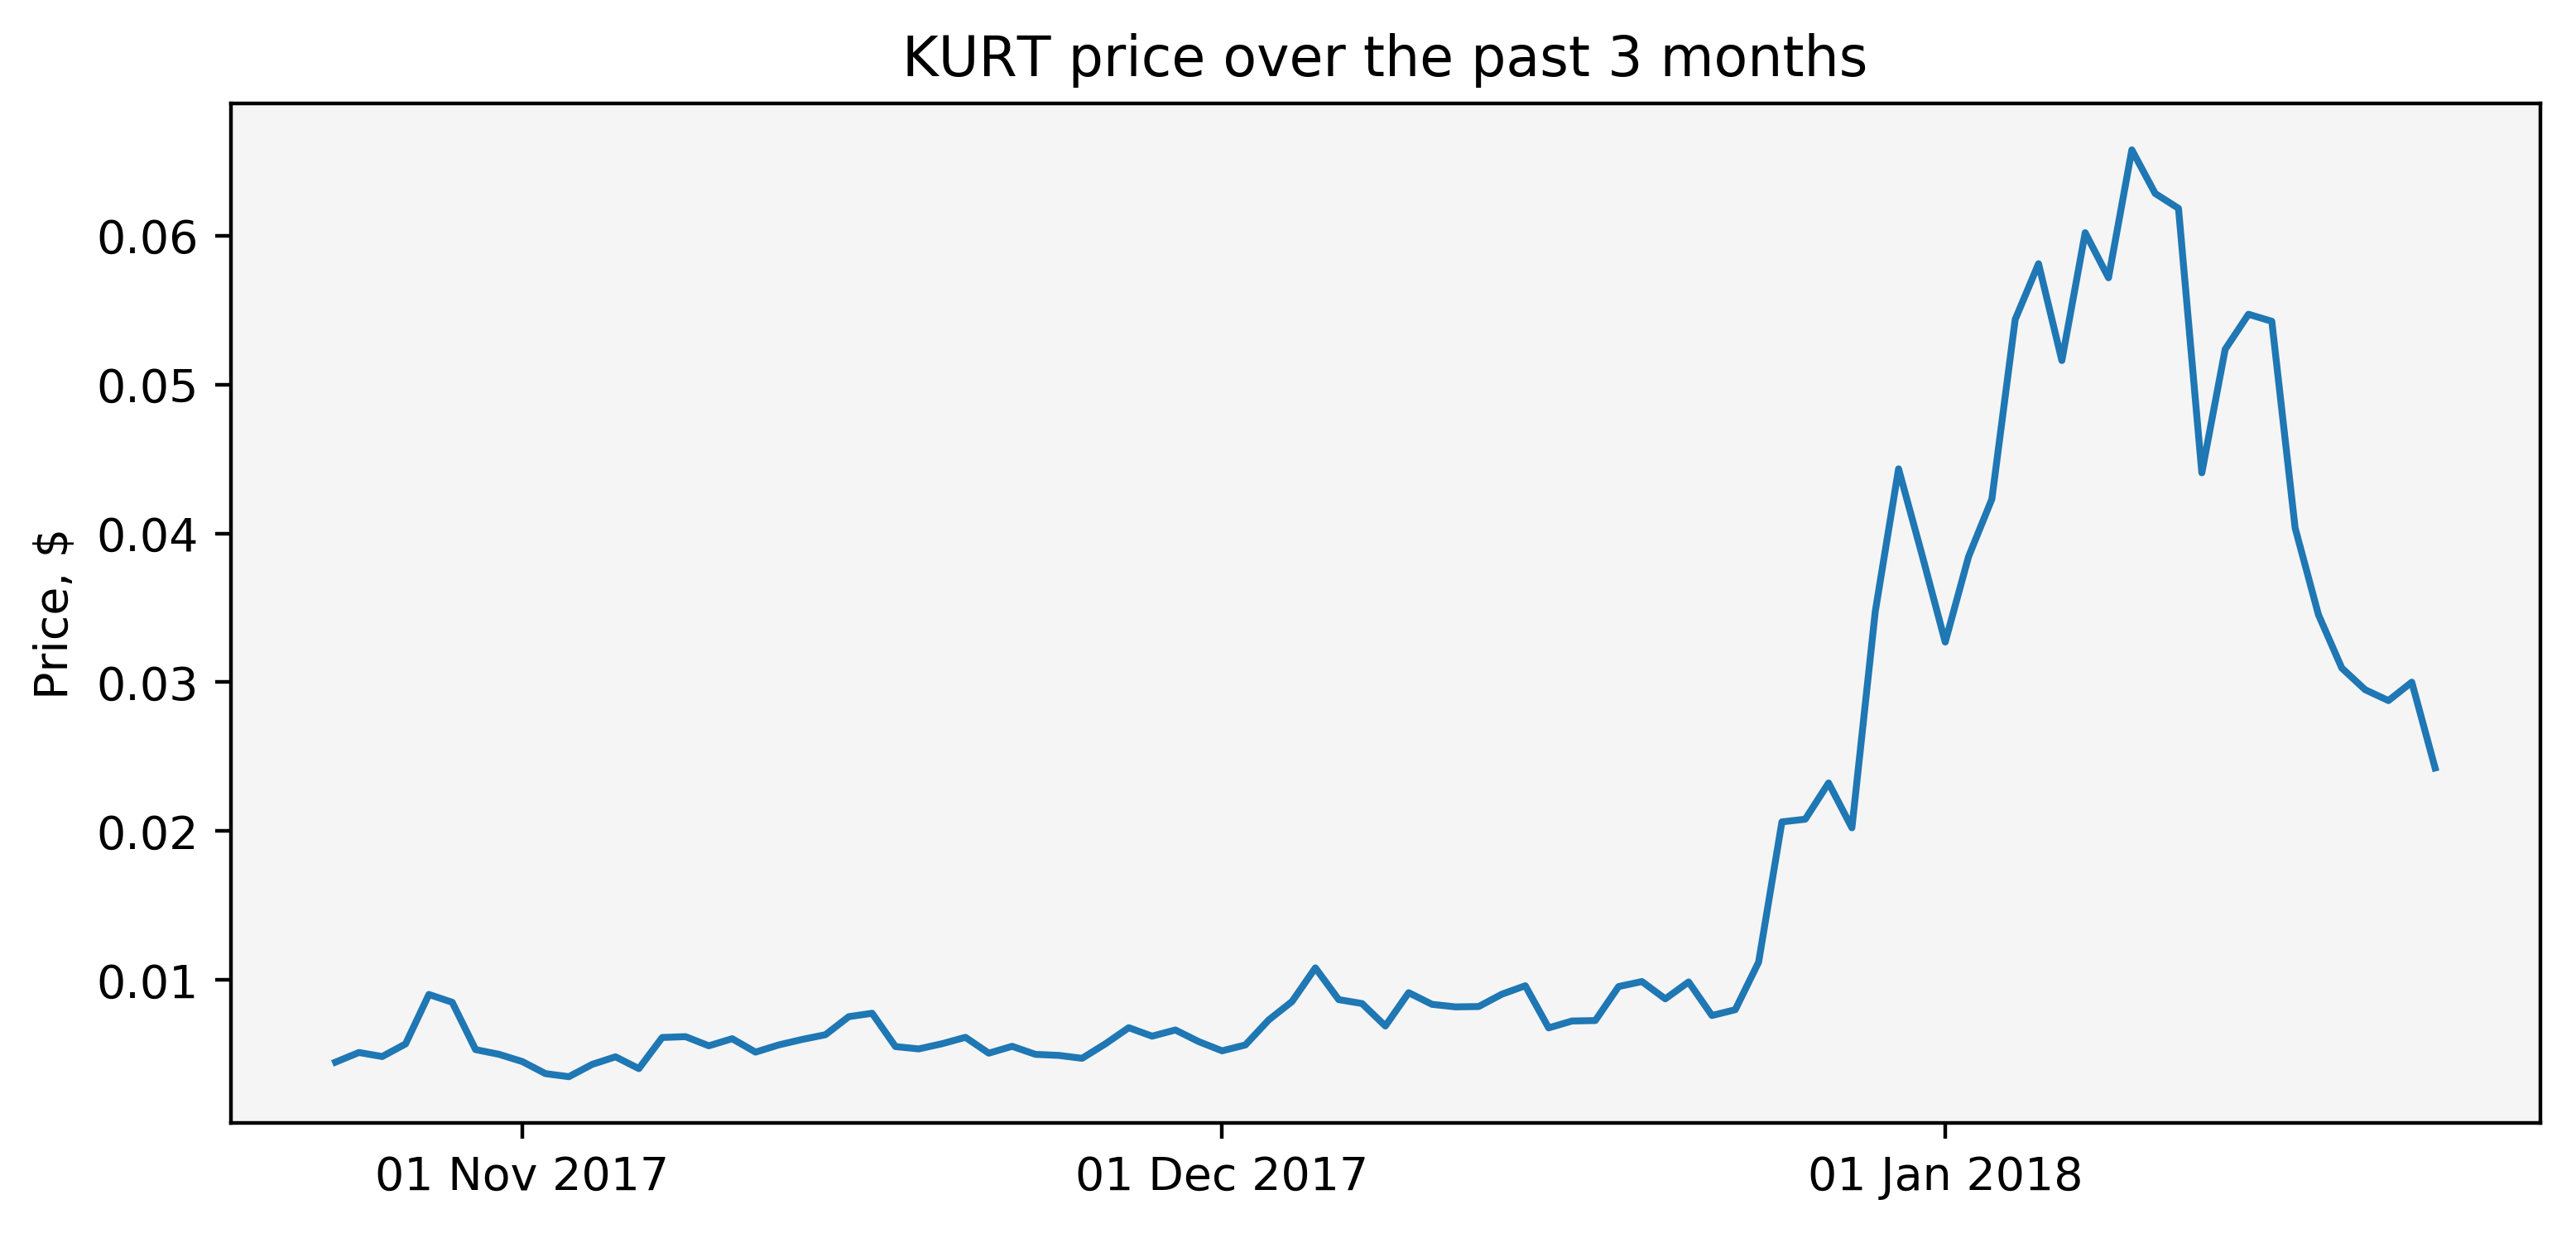 KURT price over the past 3 months
Price, $
0.06
0.05
0.04
0.03
0.02
0.01
01 Nov 2017
01 Dec 2017
01 Jan 2018